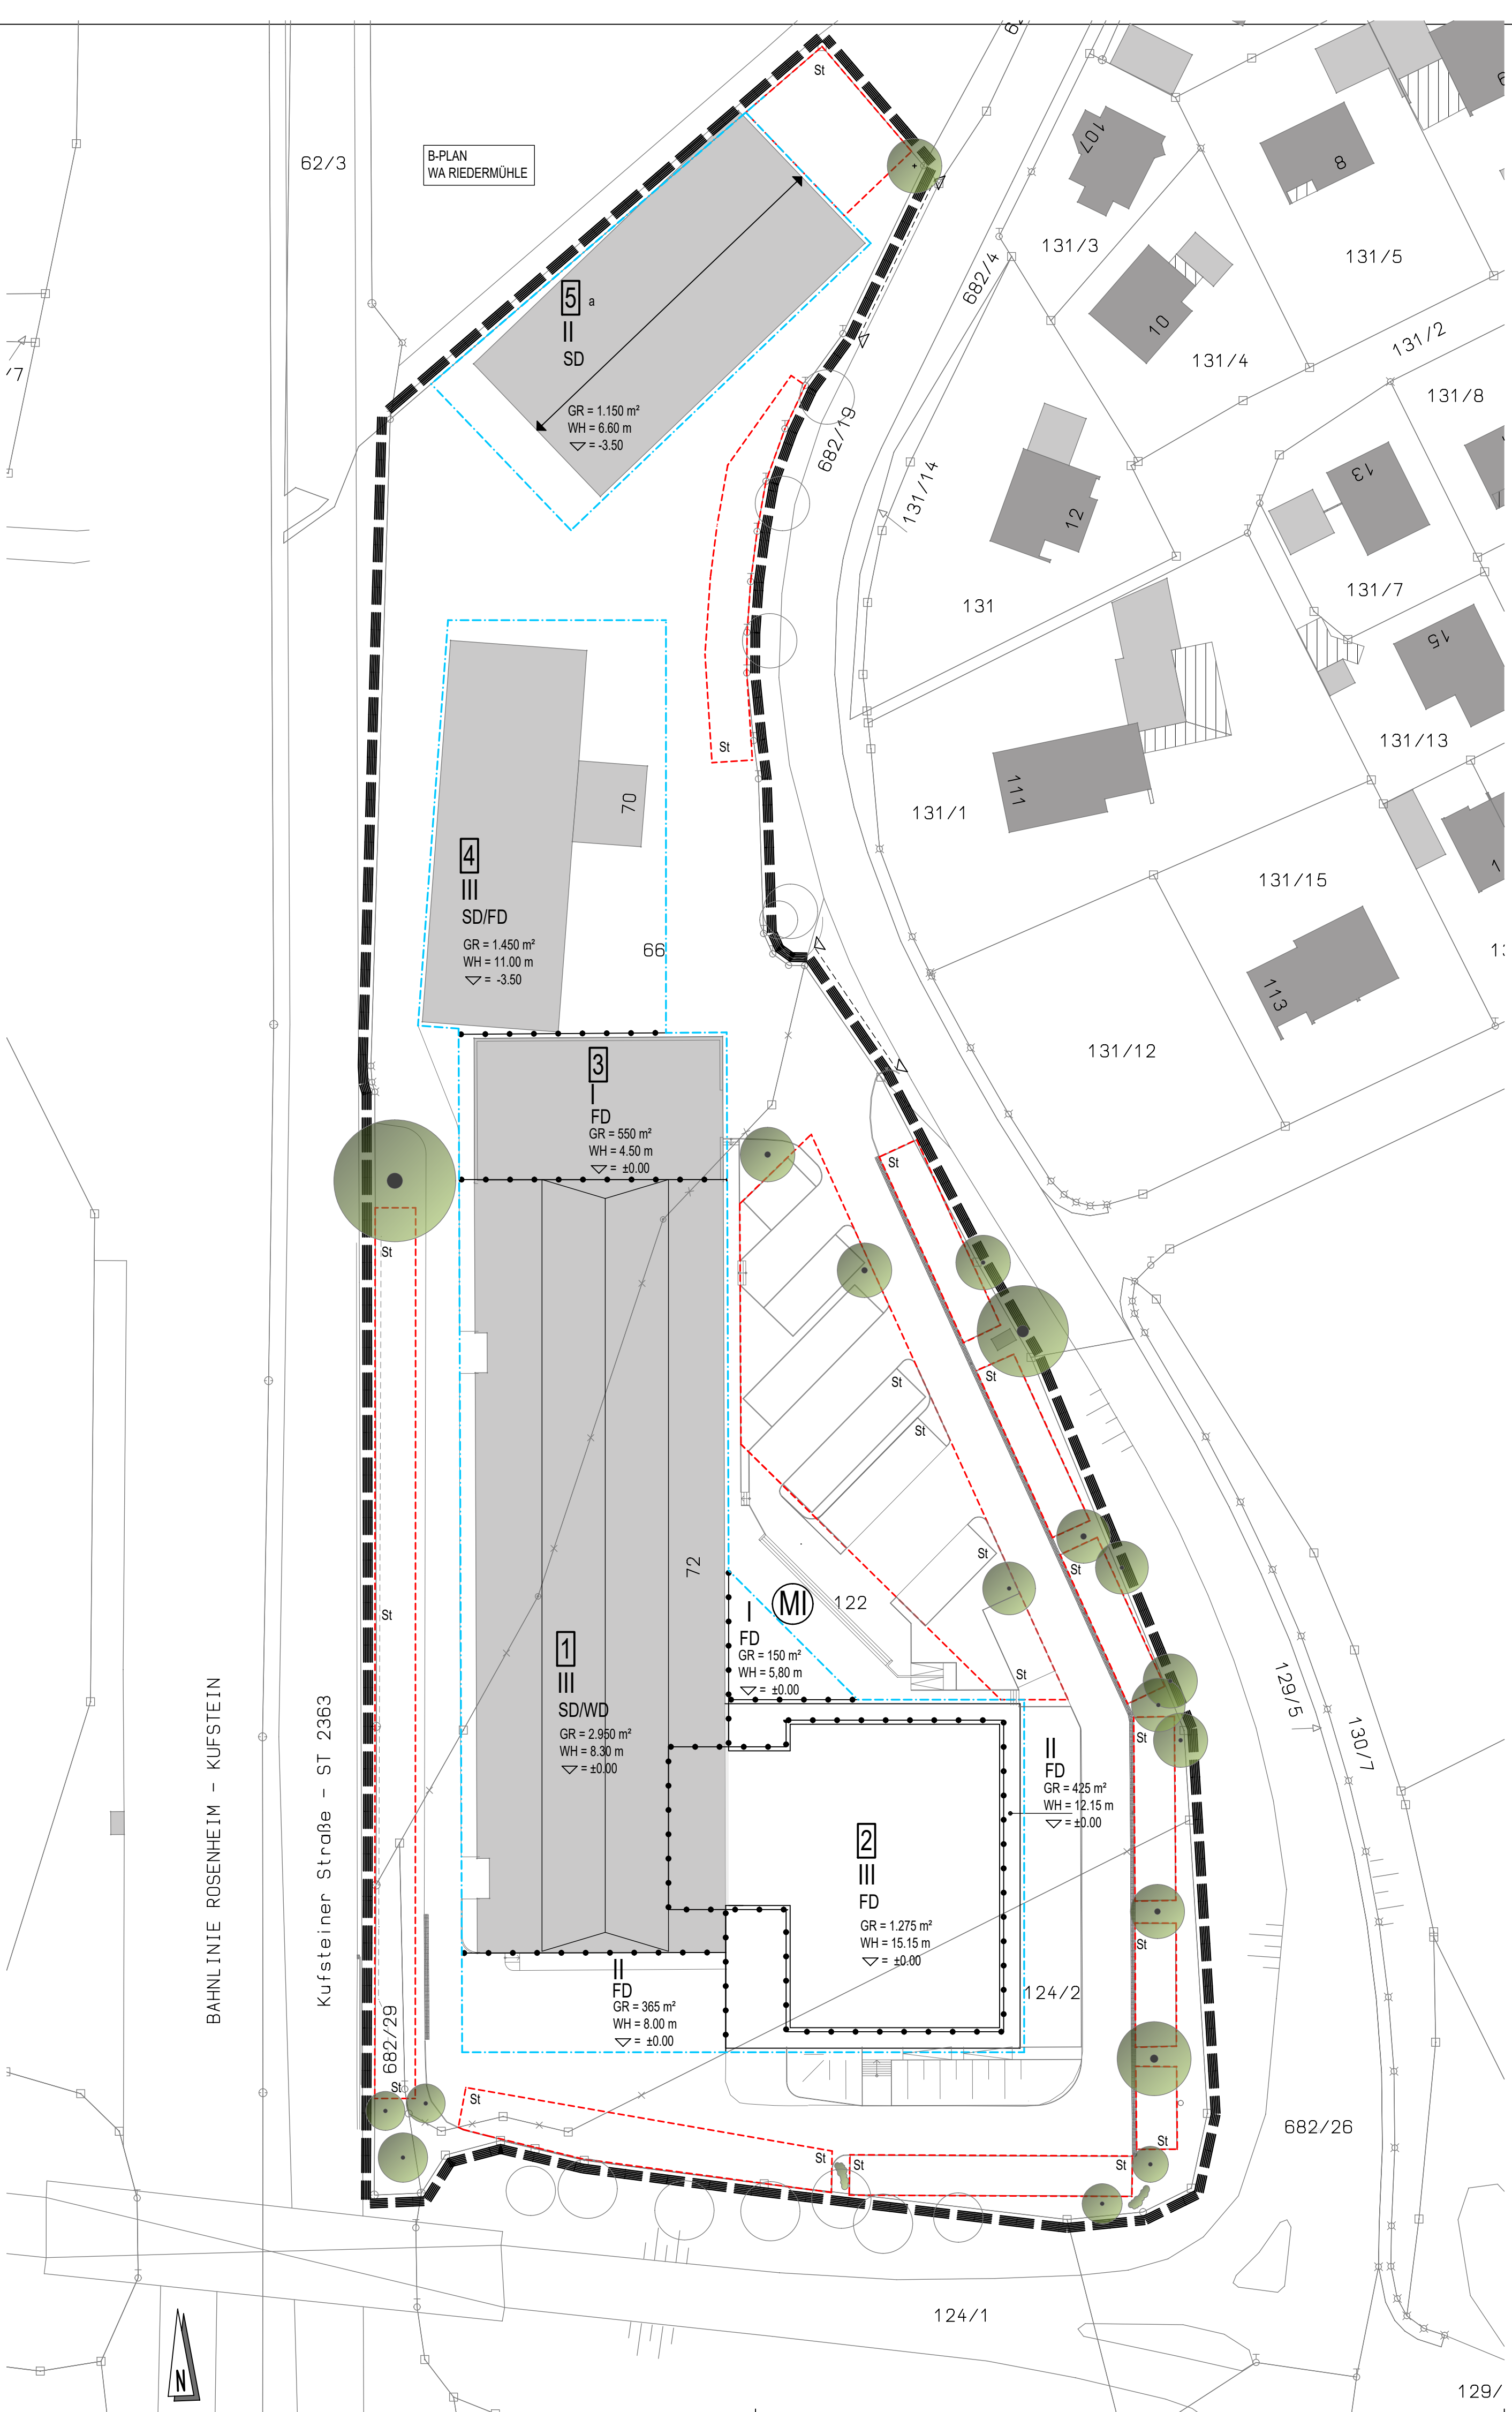 St
62/3
B-PLAN
WA RIEDERMÜHLE
107
8
131/3
131/5
682/4
10
131/4
131/2
131/8
5 a
II
SD
GR = 1.150 m²
WH = 6.60 m
▽ = -3.50
/7
682/19
131/14
12
13
131
131/7
15
St
131/13
70
111
131/1
4
III
SD/FD
GR = 1.450 m²
WH = 11.00 m
▽ = -3.50
66
131/15
113
131/12
3
I
FD
GR = 550 m²
WH = 4.50 m
▽ = ±0.00
St
St
St
St
St
St
St
St
72
St
MI
122
I
FD
GR = 150 m²
WH = 5,80 m
▽ = ±0.00
1
III
SD/WD
GR = 2.950 m²
WH = 8.30 m
▽ = ±0.00
St
St
129/5
130/7
BAHNLINIE ROSENHEIM - KUFSTEIN
Kufsteiner Straße - ST 2363
II
FD
GR = 425 m²
WH = 12.15 m
▽ = ±0.00
2
III
FD
GR = 1.275 m²
WH = 15.15 m
▽ = ±0.00
St
124/2
II
FD
GR = 365 m²
WH = 8.00 m
▽ = ±0.00
682/29
St
St
St
St
St
St
682/26
124/1
N
129/